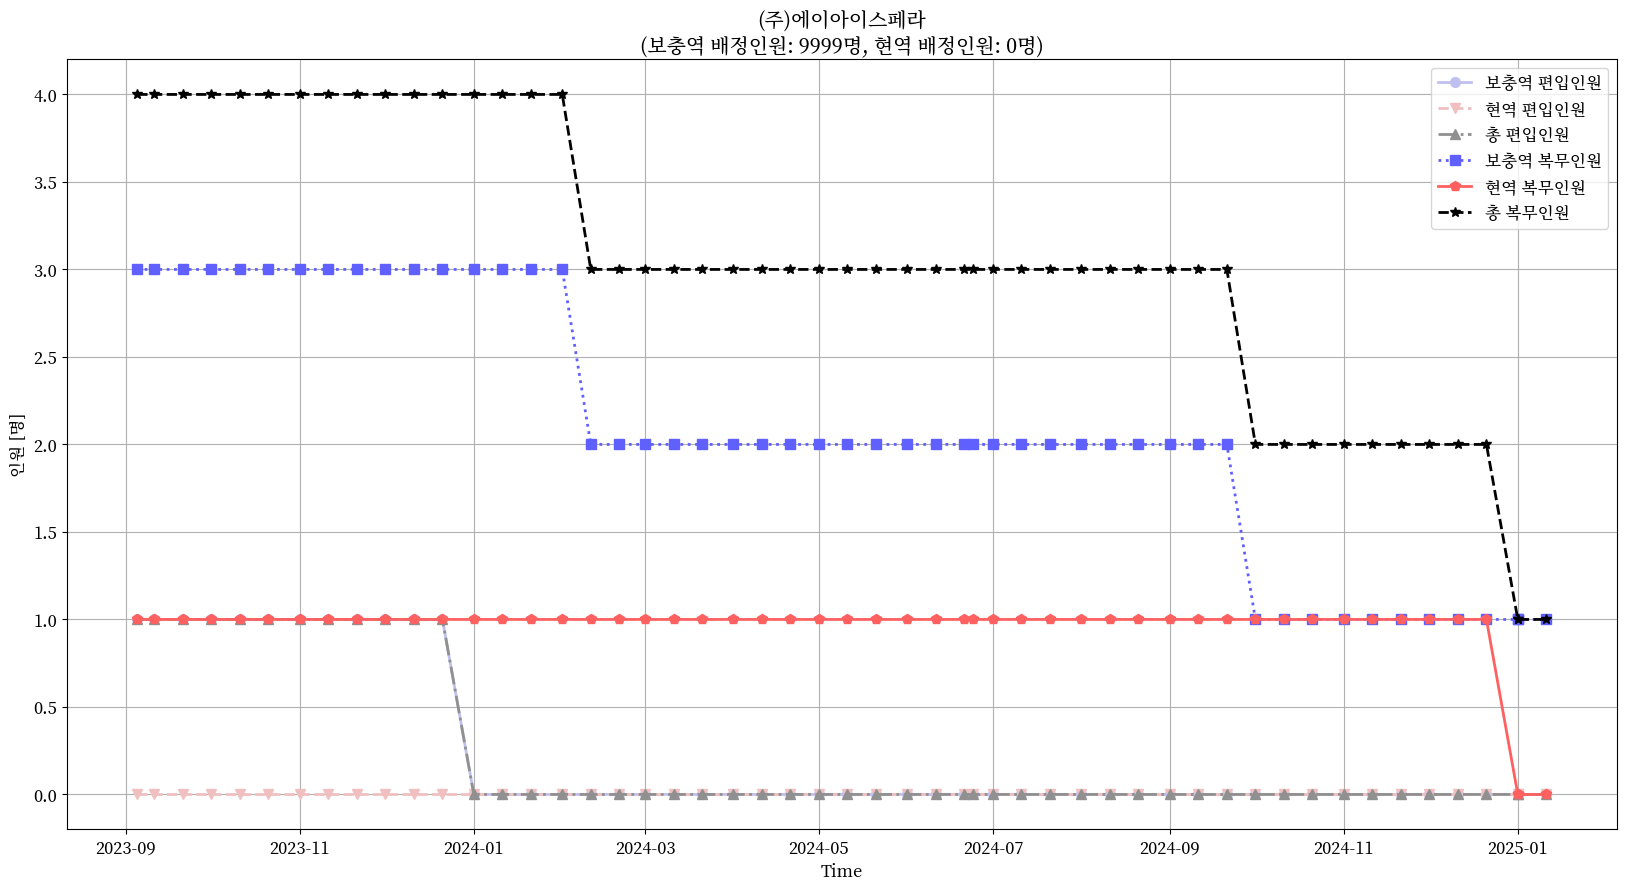 (주)에이아이스페라
(보충역 배정인원: 9999명, 현역 배정인원: 0명)
보충역 편입인원
현역 편입인원
총 편입인원
보충역 복무인원
현역 복무인원
총 복무인원
인원 [명]
4.0
3.5
3.0
2.5
2.0
1.5
1.0
0.5
0.0
2023-09 2023-11 2024-01 2024-03 2024-05 2024-07 2024-09 2024-11 2025-01
Time